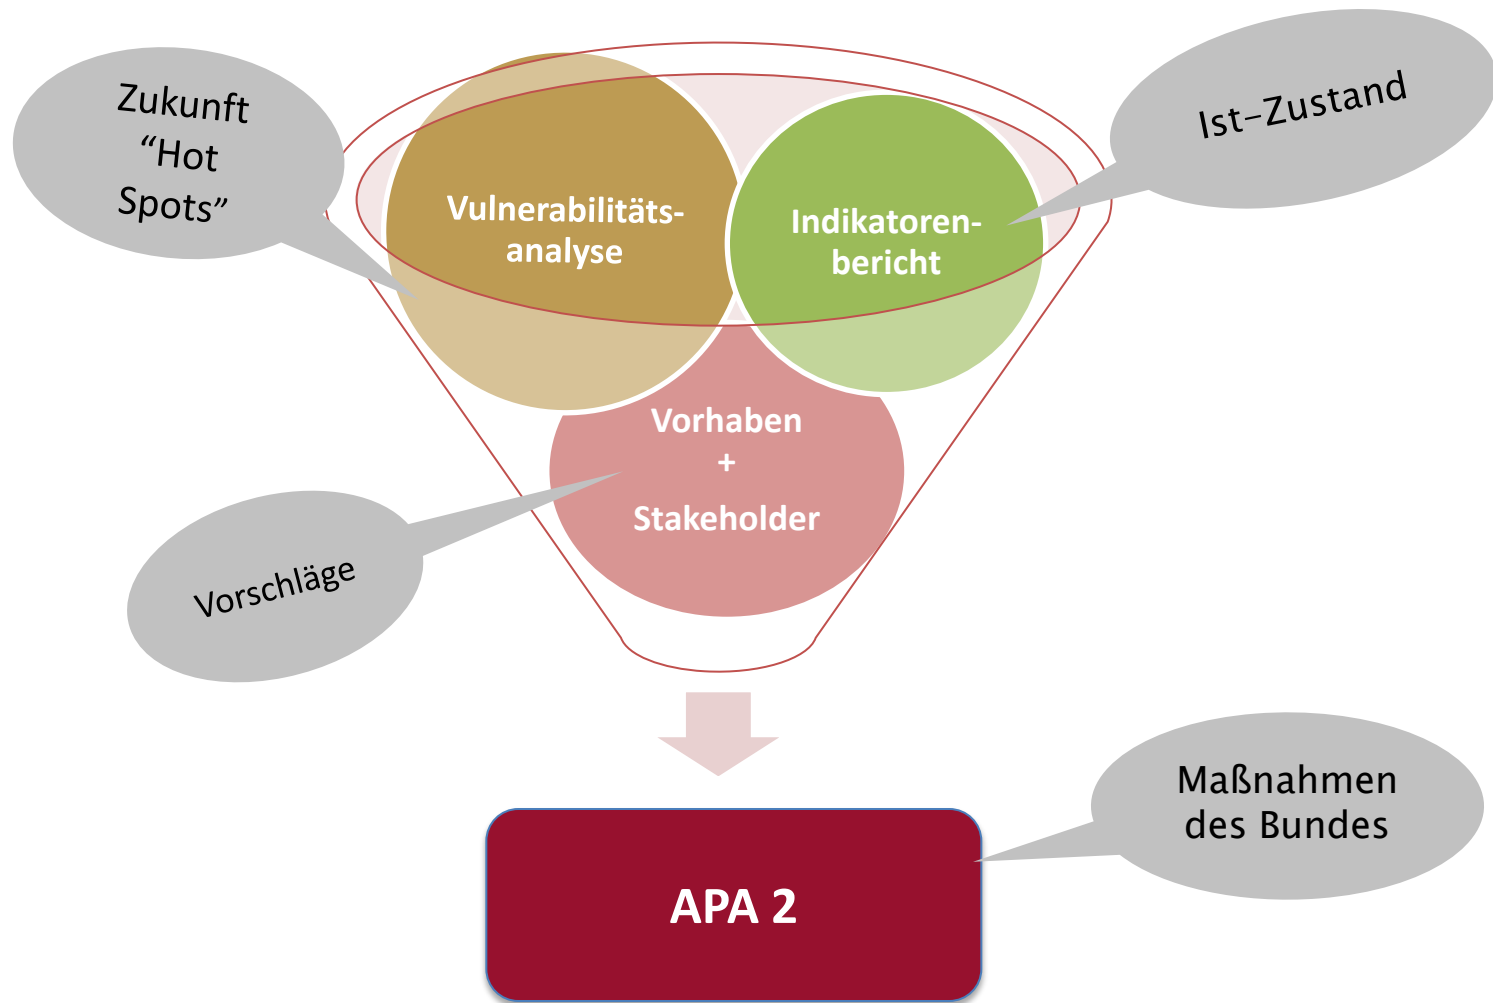 Zukunft
“Hot
Spots”
Ist-Zustand
Vulnerabilitäts-
analyse
Indikatoren-
bericht
Vorhaben
+
Stakeholder
Vorschläge
Maßnahmen
des Bundes
APA 2